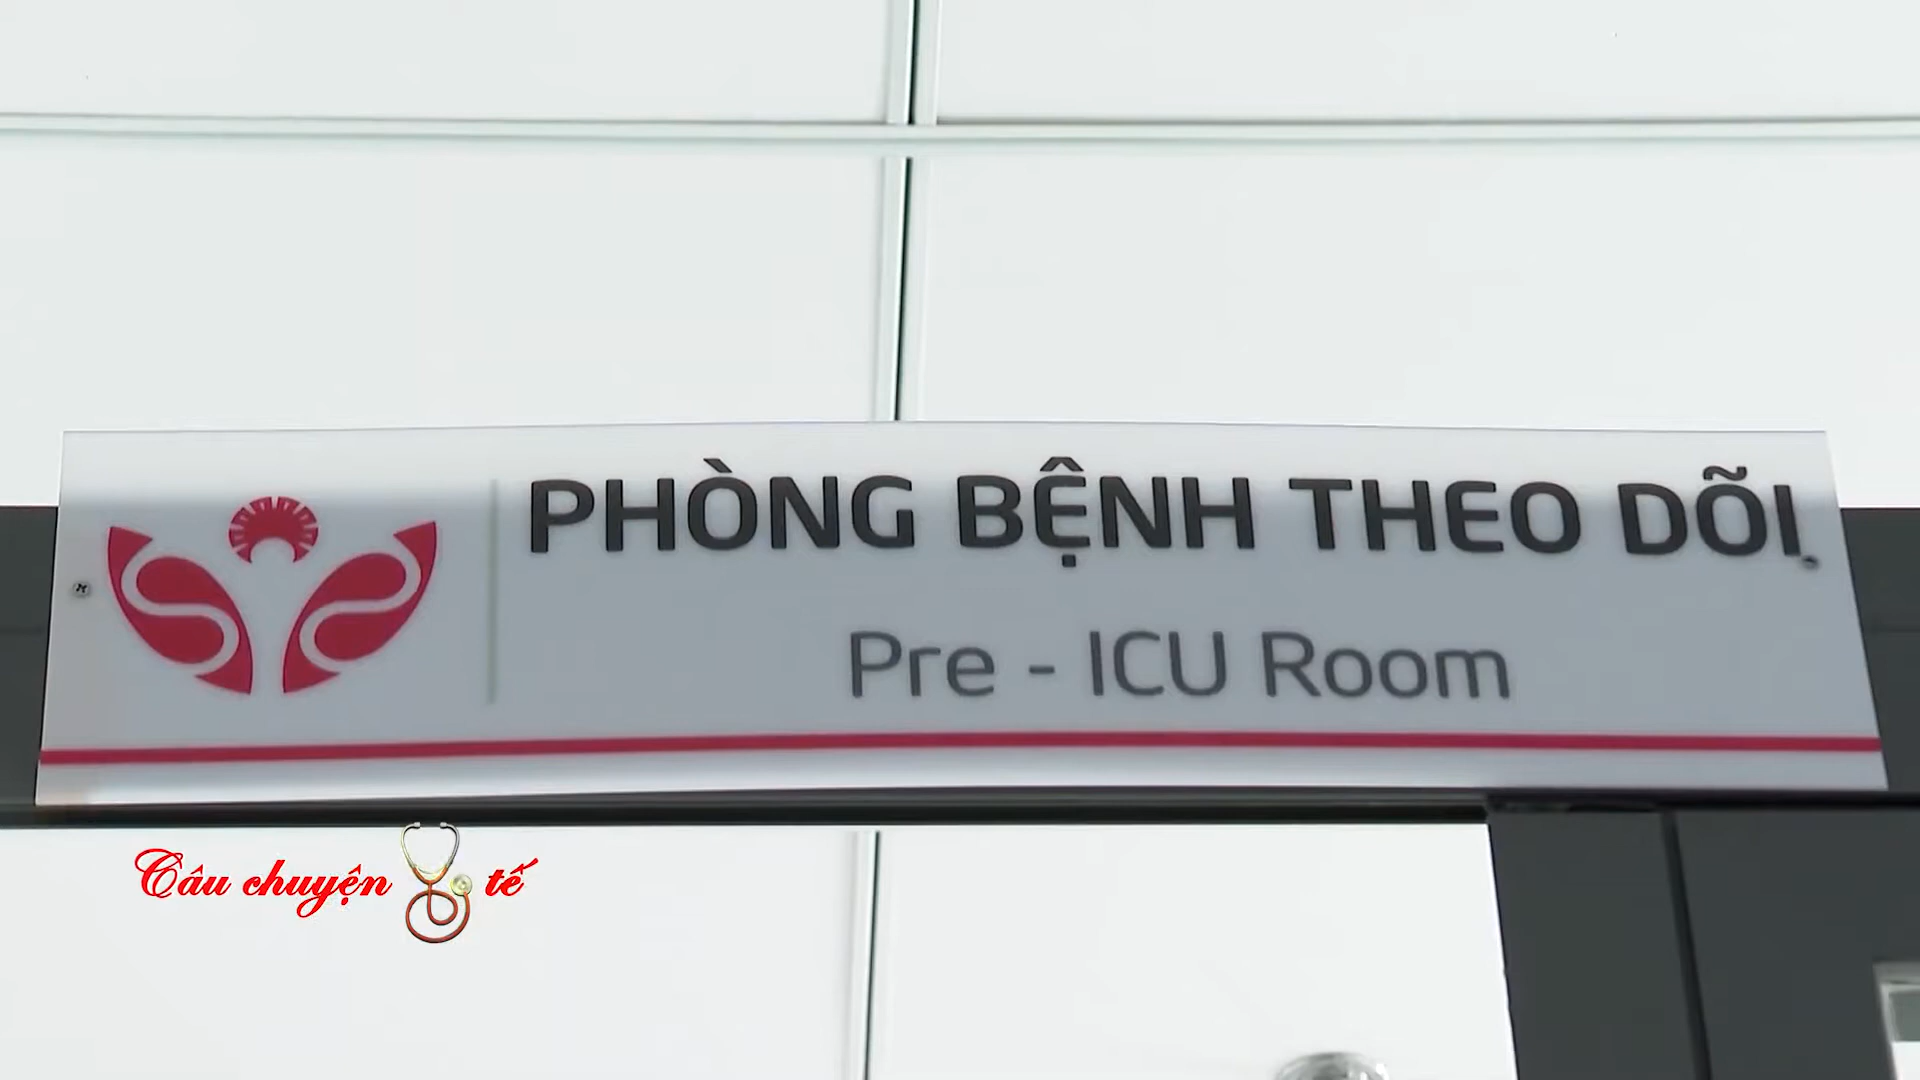 PHÒNG BỆNH THEO DÕI
Pre - ICU Room
Câu chuyện y tế